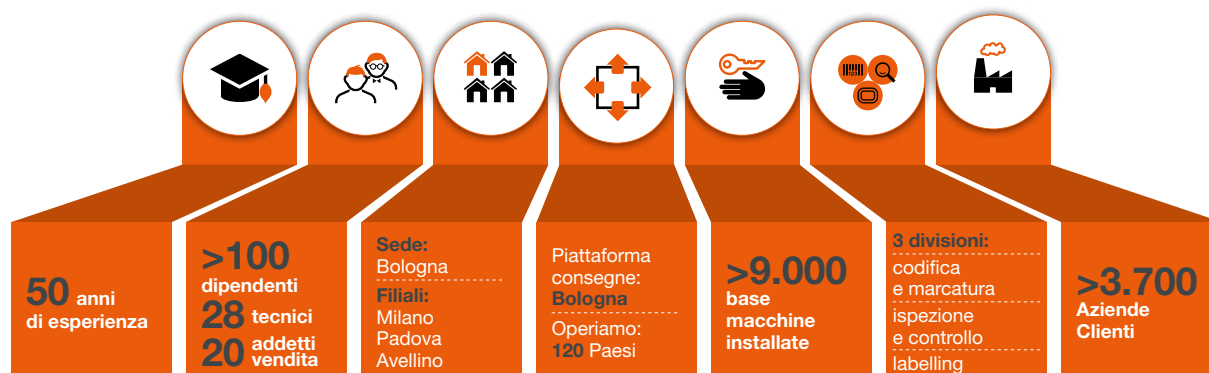 50 anni
di esperienza
>100
dipendenti
28 tecnici
20 addetti
vendita
Sede:
Bologna
Filiali:
Milano
Padova
Avellino
Piattaforma
consegne:
Bologna
Operiamo:
120 Paesi
>9.000
base
macchine
installate
3 divisioni:
codifica
e marcatura
ispezione
e controllo
labelling
>3.700
Aziende
Clienti